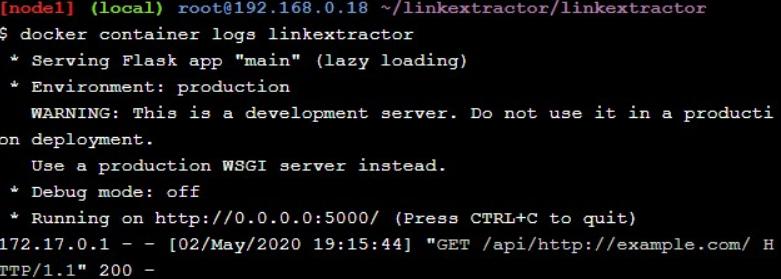 [node1] (local) root@192.168.0.18 ~/linkextractor/linkextractor
$ docker container logs linkextractor
 * Serving Flask app "main" (lazy loading)
 * Environment: production
   WARNING: This is a development server. Do not use it in a producti
on deployment.
   Use a production WSGI server instead.
 * Debug mode: off
 * Running on http://0.0.0.0:5000/ (Press CTRL+C to quit)
172.17.0.1 - - [02/May/2020 19:15:44] "GET /api/http://example.com/ H
TTP/1.1" 200 -